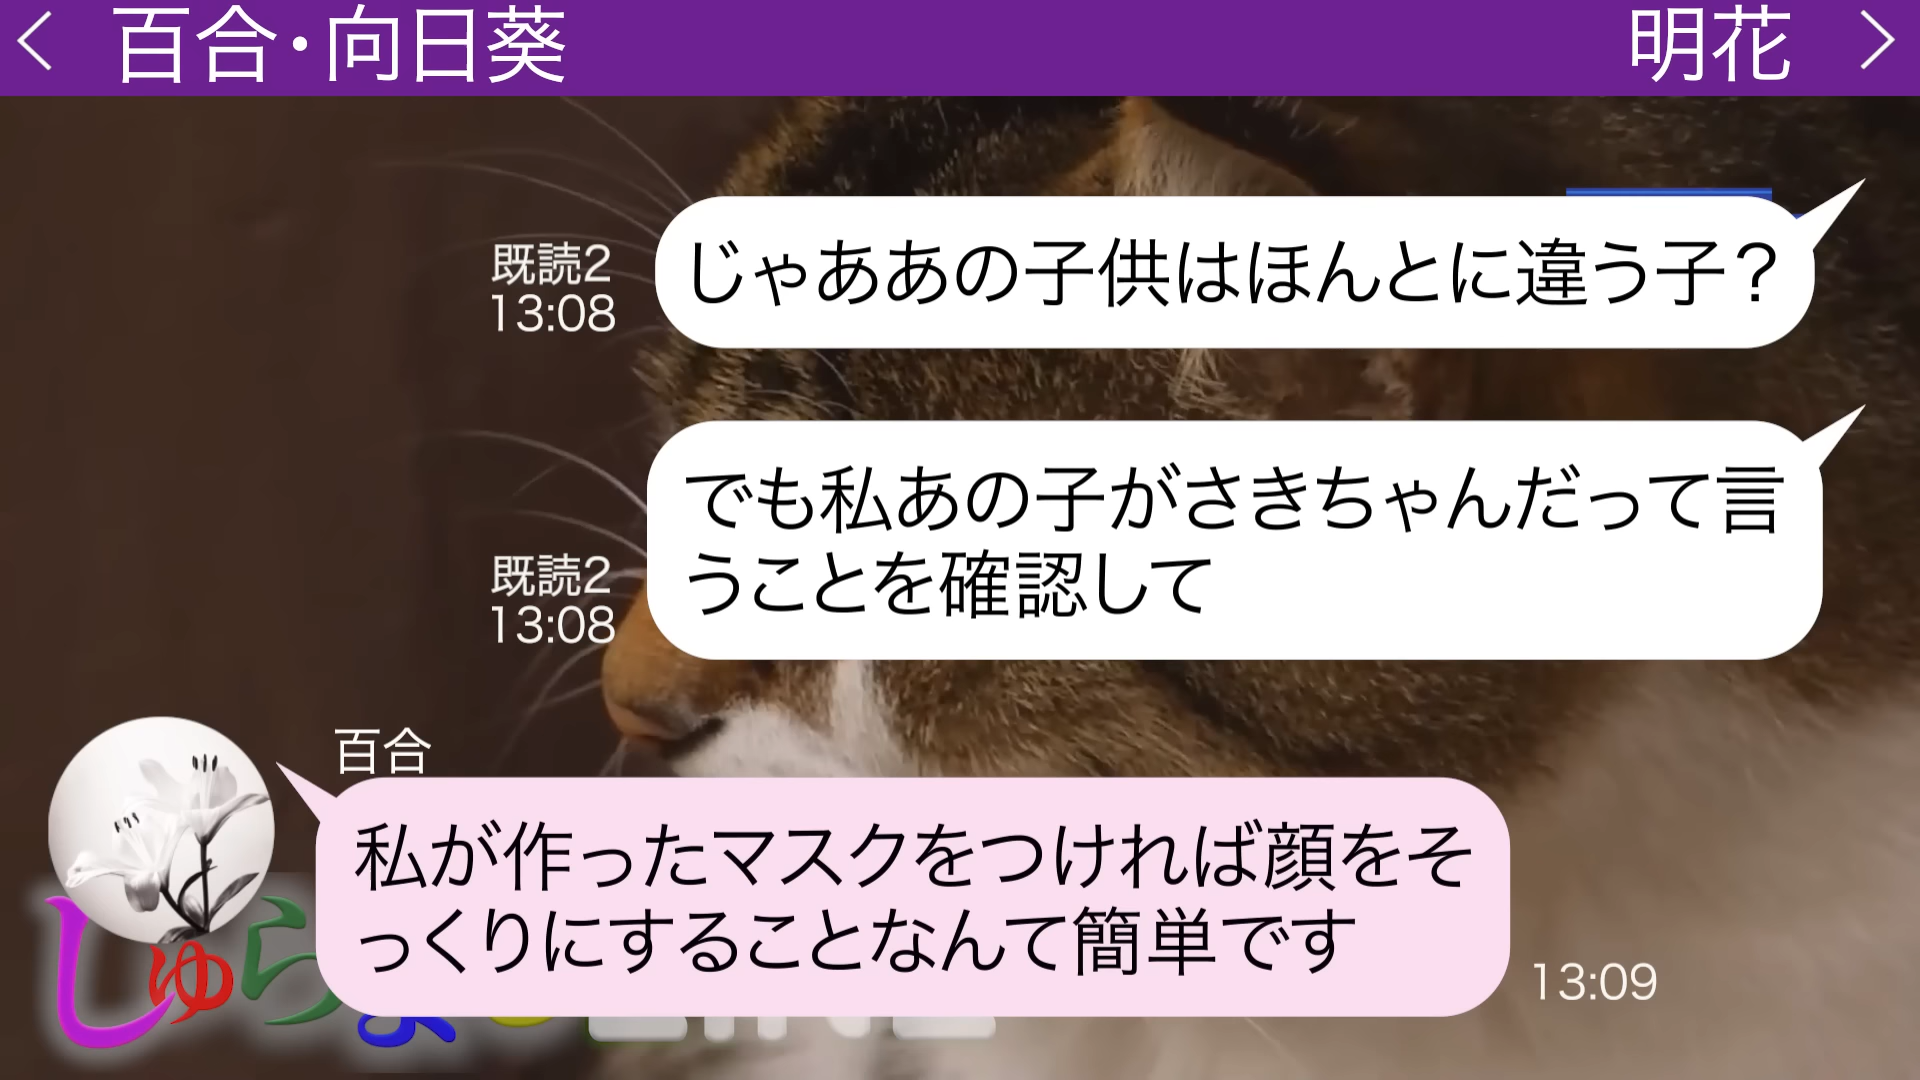 百合・向日葵
明花
じゃああの子供はほんとに違う子？
既読2
13:08
でも私あの子がさきちゃんだって言
うことを確認して
既読2
13:08
百合
私が作ったマスクをつければ顔をそ
っくりにすることなんて簡単です
13:09
しゅら